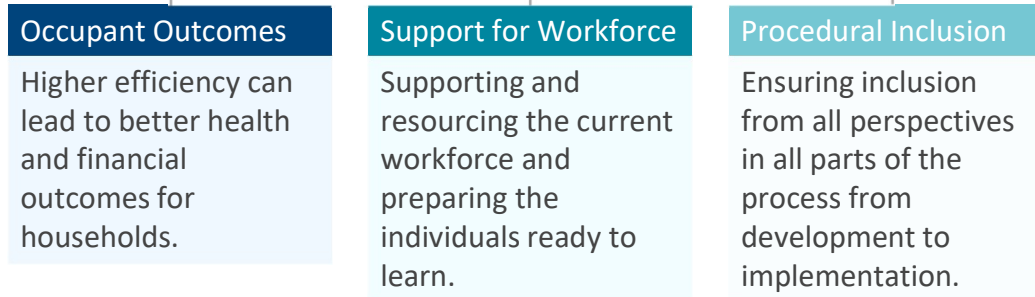 Occupant Outcomes
Higher efficiency can
lead to better health
and financial
outcomes for
households.
Support for Workforce
Supporting and
resourcing the current
workforce and
preparing the
individuals ready to
learn.
Procedural Inclusion
Ensuring inclusion
from all perspectives
in all parts of the
process from
development to
implementation.